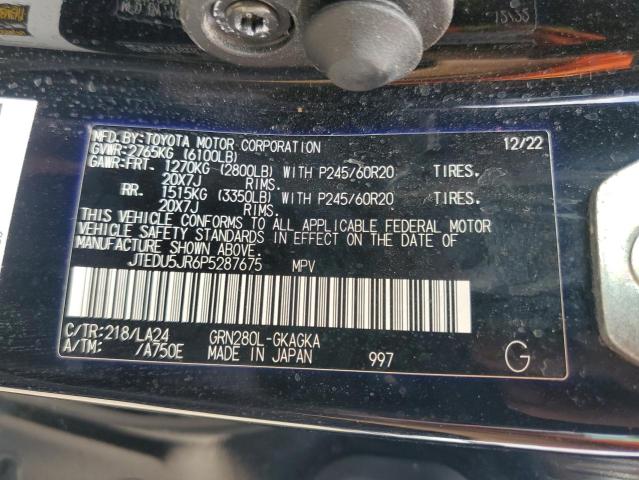 MFD.BY:TOYOTA MOTOR CORPORATION 12/22
GVWR:2765KG (6100LB)
GAWR:FRT. 1270KG (2800LB) WITH P245/60R20 TIRES.
20X7J RIMS.
RR. 1515KG (3350LB) WITH P245/60R20 TIRES.
20X7J RIMS.
THIS VEHICLE CONFORMS TO ALL APPLICABLE FEDERAL MOTOR
VEHICLE SAFETY STANDARDS IN EFFECT ON THE DATE OF
MANUFACTURE SHOWN ABOVE.
JTEDU5JR6P5287675 MPV
C/TR:218/LA24 GRN280L-GKAGKA
A/TM: /A750E MADE IN JAPAN 997 G